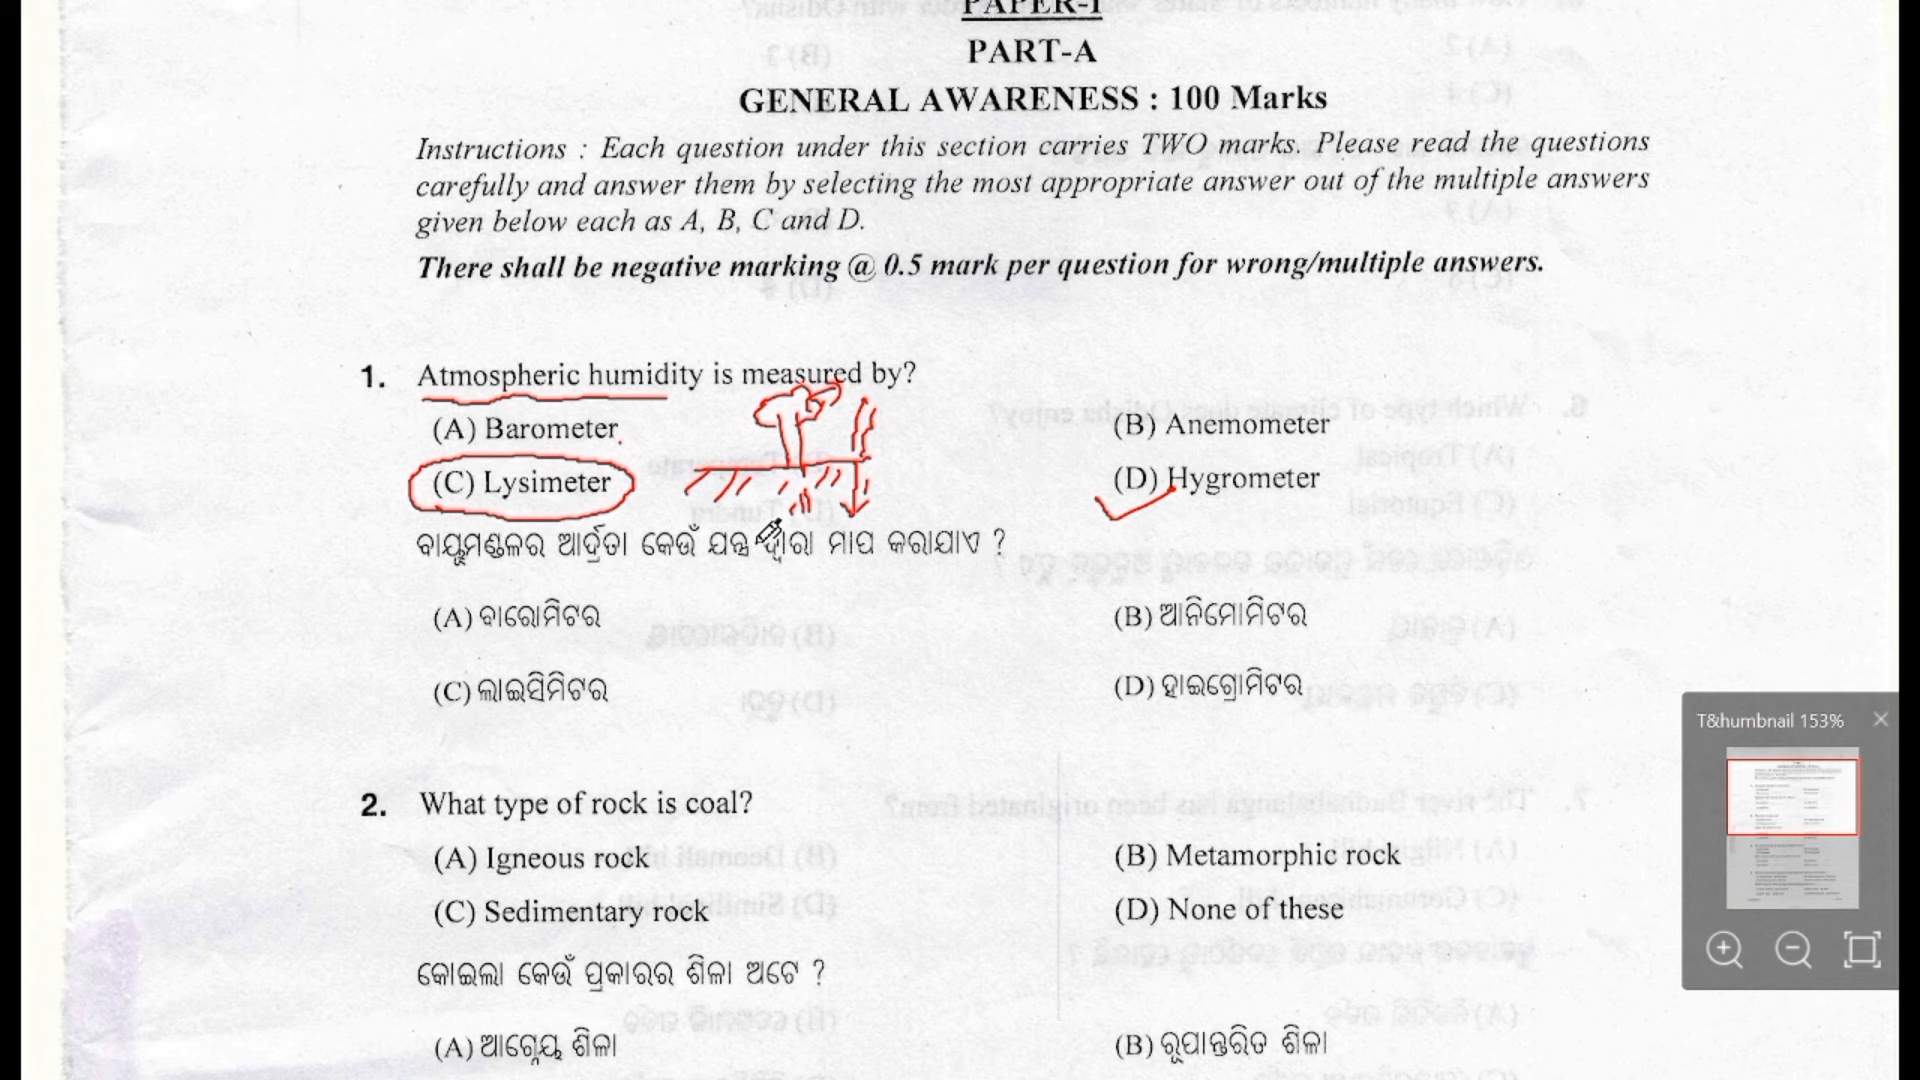 PAPER-I
PART-A
GENERAL AWARENESS : 100 Marks
Instructions : Each question under this section carries TWO marks. Please read the questions
carefully and answer them by selecting the most appropriate answer out of the multiple answers
given below each as A, B, C and D.
There shall be negative marking @ 0.5 mark per question for wrong/multiple answers.
1. Atmospheric humidity is measured by?
(A) Barometer (B) Anemometer
(C) Lysimeter (D) Hygrometer
ବାୟୁମଣ୍ଡଳର ଆର୍ଦ୍ରତା କେଉଁ ଯନ୍ତ୍ର ଦ୍ୱାରା ମାପ କରାଯାଏ ?
(A) ବାରୋମିଟର (B) ଆନିମୋମିଟର
(C) ଲାଇସିମିଟର (D) ହାଇଗ୍ରୋମିଟର
2. What type of rock is coal?
(A) Igneous rock (B) Metamorphic rock
(C) Sedimentary rock (D) None of these
କୋଇଲା କେଉଁ ପ୍ରକାରର ଶିଳା ଅଟେ ?
(A) ଆଗ୍ନେୟ ଶିଳା (B) ରୂପାନ୍ତରିତ ଶିଳା
T&humbnail 153%